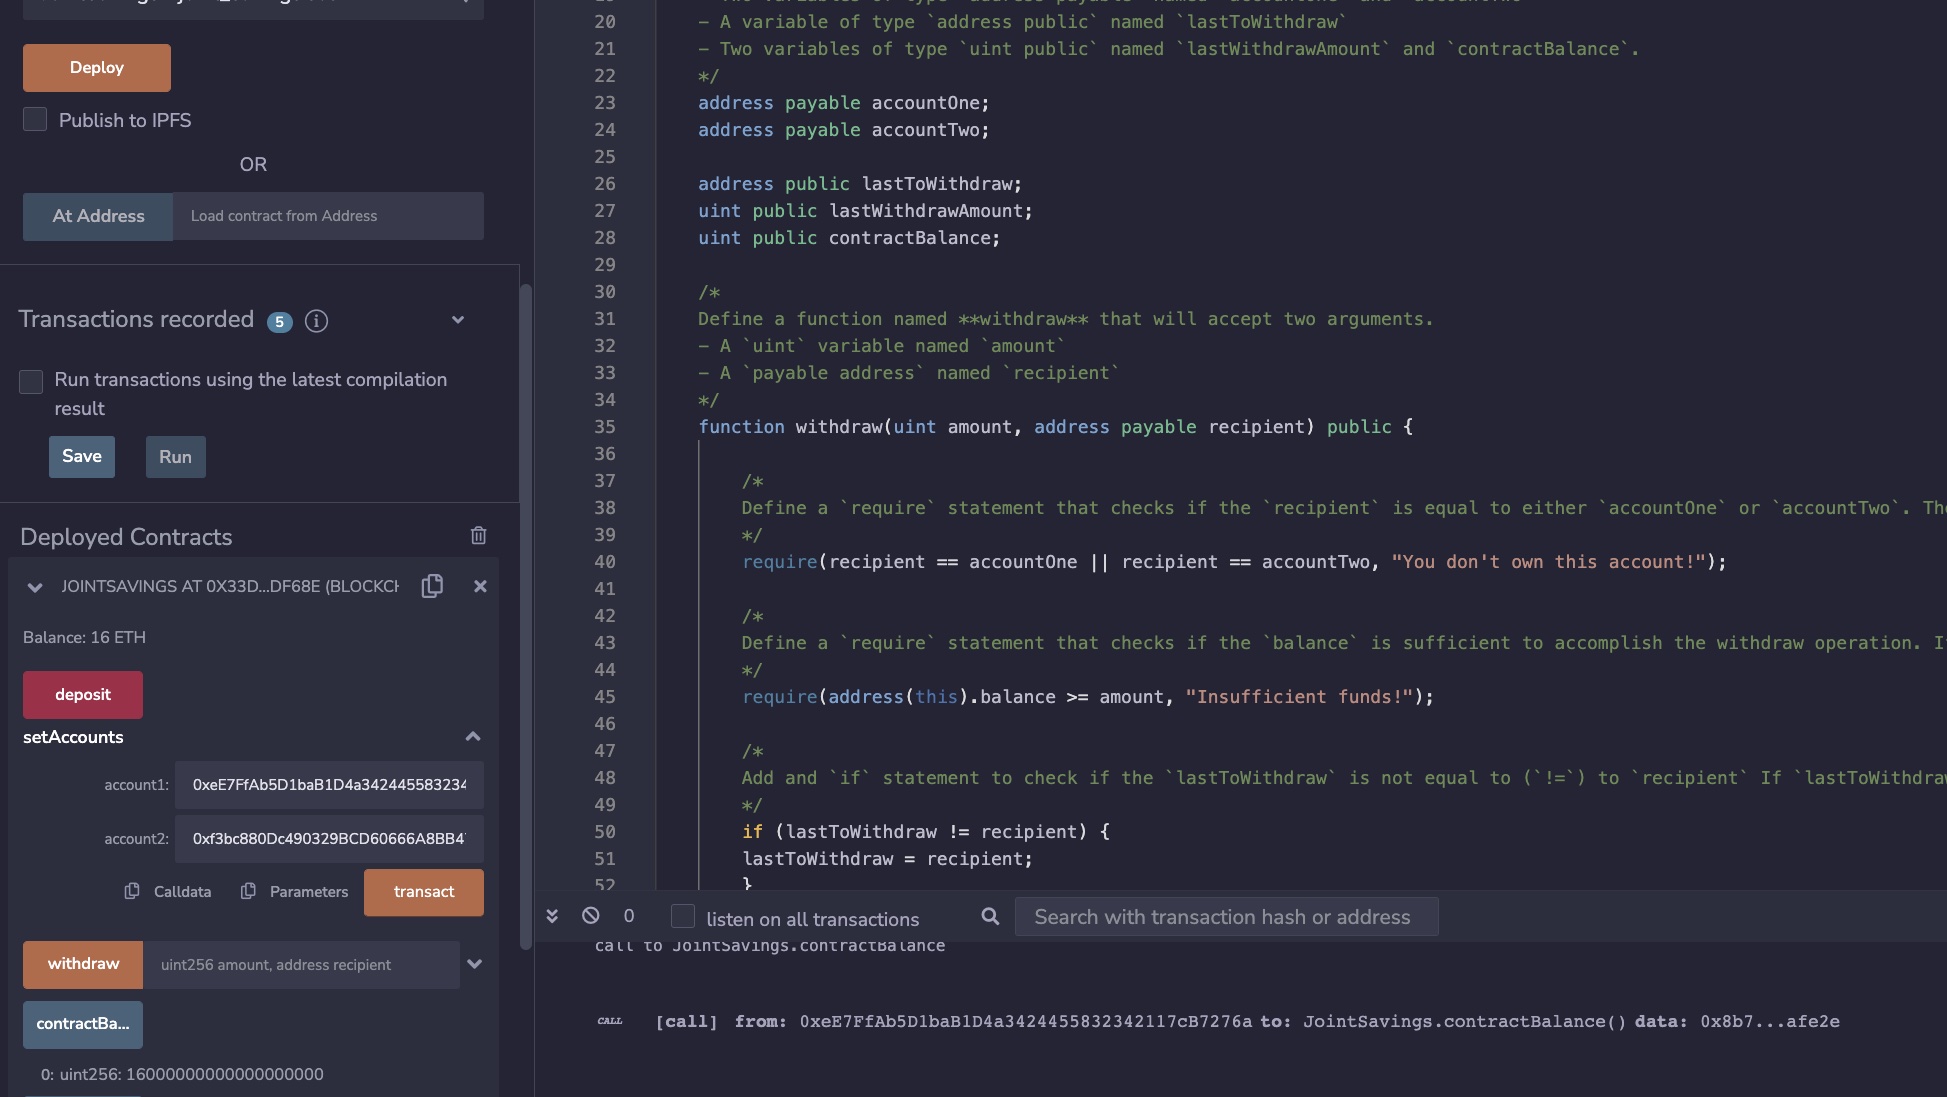 Deploy
Publish to IPFS
OR
At Address
Load contract from Address
Transactions recorded 5
Run transactions using the latest compilation
result
Save
Run
Deployed Contracts
JOINTSAVINGS AT 0X33D...DF68E (BLOCKCH
Balance: 16 ETH
deposit
setAccounts
account1: 0xeE7FfAb5D1baB1D4a342445583234
account2: 0xf3bc880Dc490329BCD60666A8BB4
Calldata
Parameters
transact
withdraw
uint256 amount, address recipient
contractBa...
0: uint256: 16000000000000000000
20 - A variable of type `address public` named `lastToWithdraw`
21 - Two variables of type `uint public` named `lastWithdrawAmount` and `contractBalance`.
22 */
23 address payable accountOne;
24 address payable accountTwo;
25
26 address public lastToWithdraw;
27 uint public lastWithdrawAmount;
28 uint public contractBalance;
29
30 /*
31 Define a function named **withdraw** that will accept two arguments.
32 - A `uint` variable named `amount`
33 - A `payable address` named `recipient`
34 */
35 function withdraw(uint amount, address payable recipient) public {
36
37 /*
38 Define a `require` statement that checks if the `recipient` is equal to either `accountOne` or `accountTwo`. Th
39 */
40 require(recipient == accountOne || recipient == accountTwo, "You don't own this account!");
41
42 /*
43 Define a `require` statement that checks if the `balance` is sufficient to accomplish the withdraw operation. I
44 */
45 require(address(this).balance >= amount, "Insufficient funds!");
46
47 /*
48 Add and `if` statement to check if the `lastToWithdraw` is not equal to (`!=`) to `recipient` If `lastToWithdraw
49 */
50 if (lastToWithdraw != recipient) {
51 lastToWithdraw = recipient;
52 }
0
listen on all transactions
Search with transaction hash or address
call to JointSavings.contractBalance
CALL [call] from: 0xeE7FfAb5D1baB1D4a3424455832342117cB7276a to: JointSavings.contractBalance() data: 0x8b7...afe2e